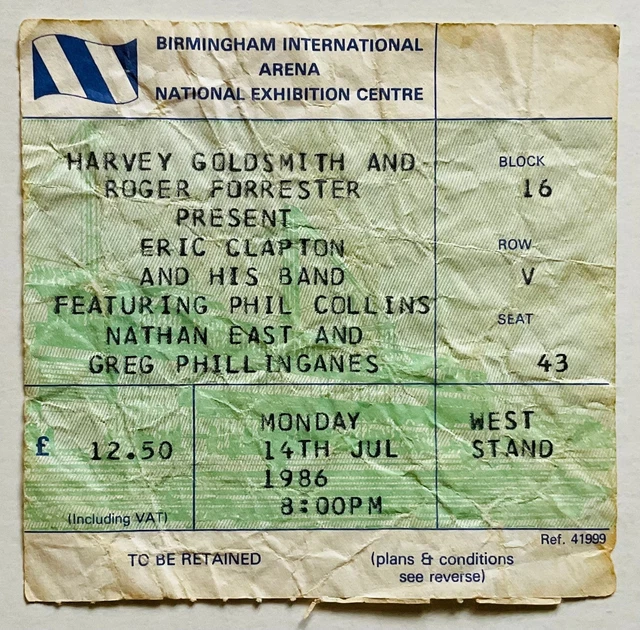 BIRMINGHAM INTERNATIONAL
ARENA
NATIONAL EXHIBITION CENTRE
HARVEY GOLDSMITH AND
ROGER FORRESTER
PRESENT
ERIC CLAPTON
AND HIS BAND
FEATURING PHIL COLLINS
NATHAN EAST AND
GREG PHILLINGANES
BLOCK
16
ROW
V
SEAT
43
£ 12.50
(Including VAT)
MONDAY
14TH JUL
1986
8:00PM
WEST
STAND
Ref. 41999
TO BE RETAINED
(plans & conditions
see reverse)